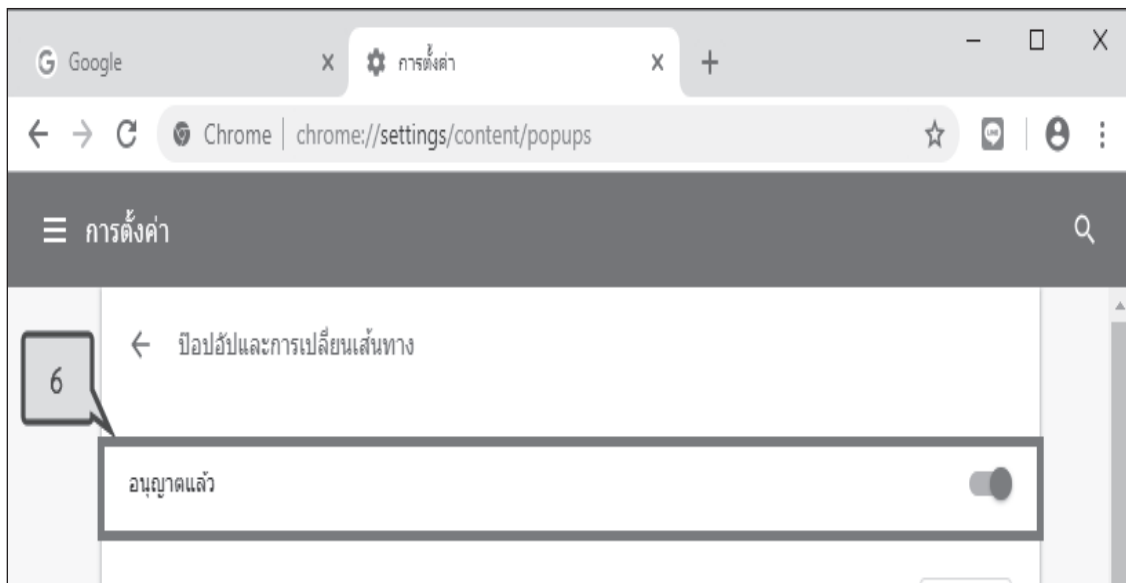 Google
การตั้งค่า
Chrome | chrome://settings/content/popups
LINE
การตั้งค่า
ป๊อปอัปและการเปลี่ยนเส้นทาง
6
อนุญาตแล้ว